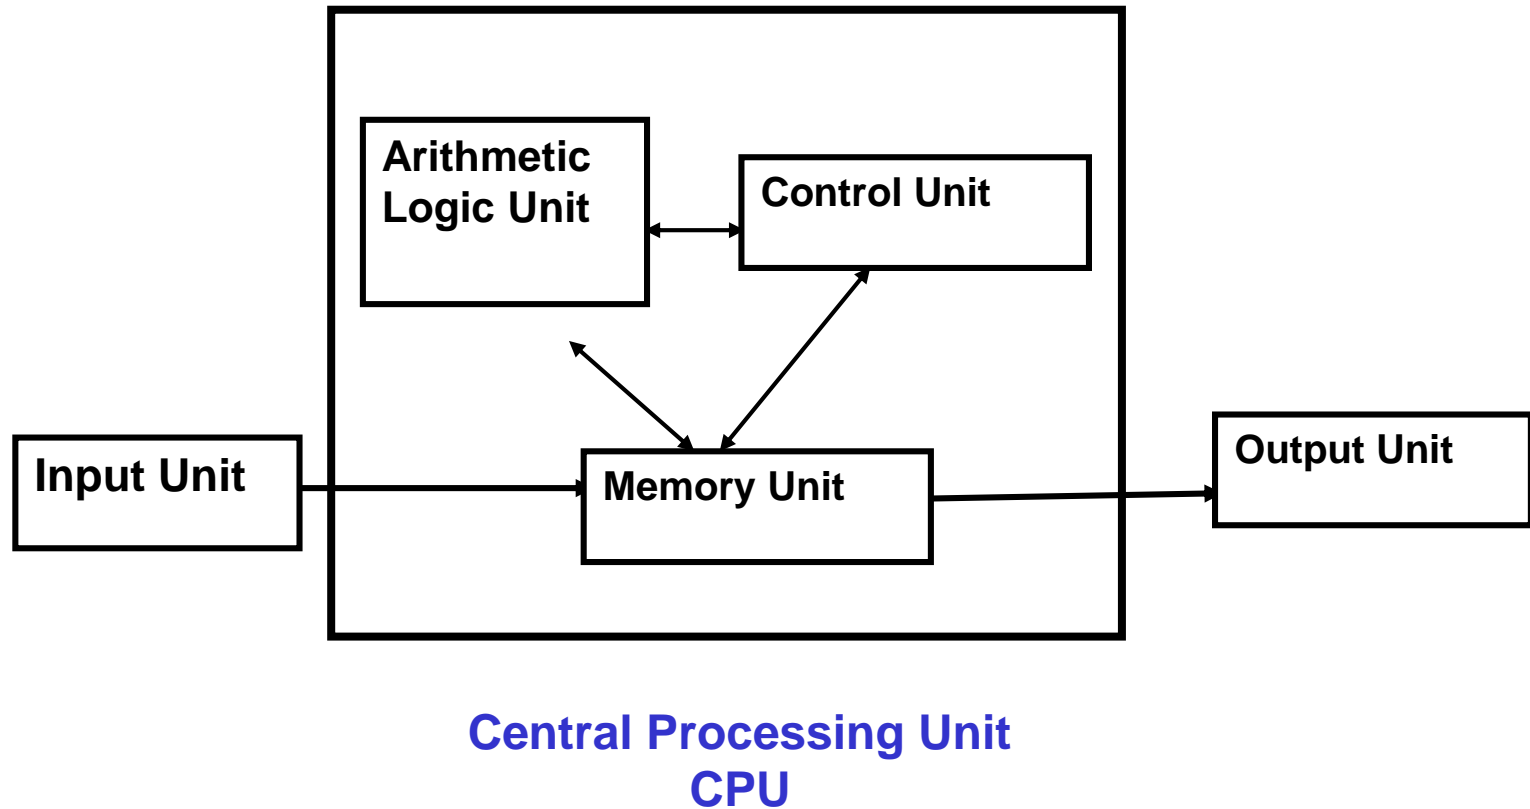 Arithmetic
Logic Unit
Control Unit
Input Unit
Memory Unit
Output Unit
Central Processing Unit
CPU